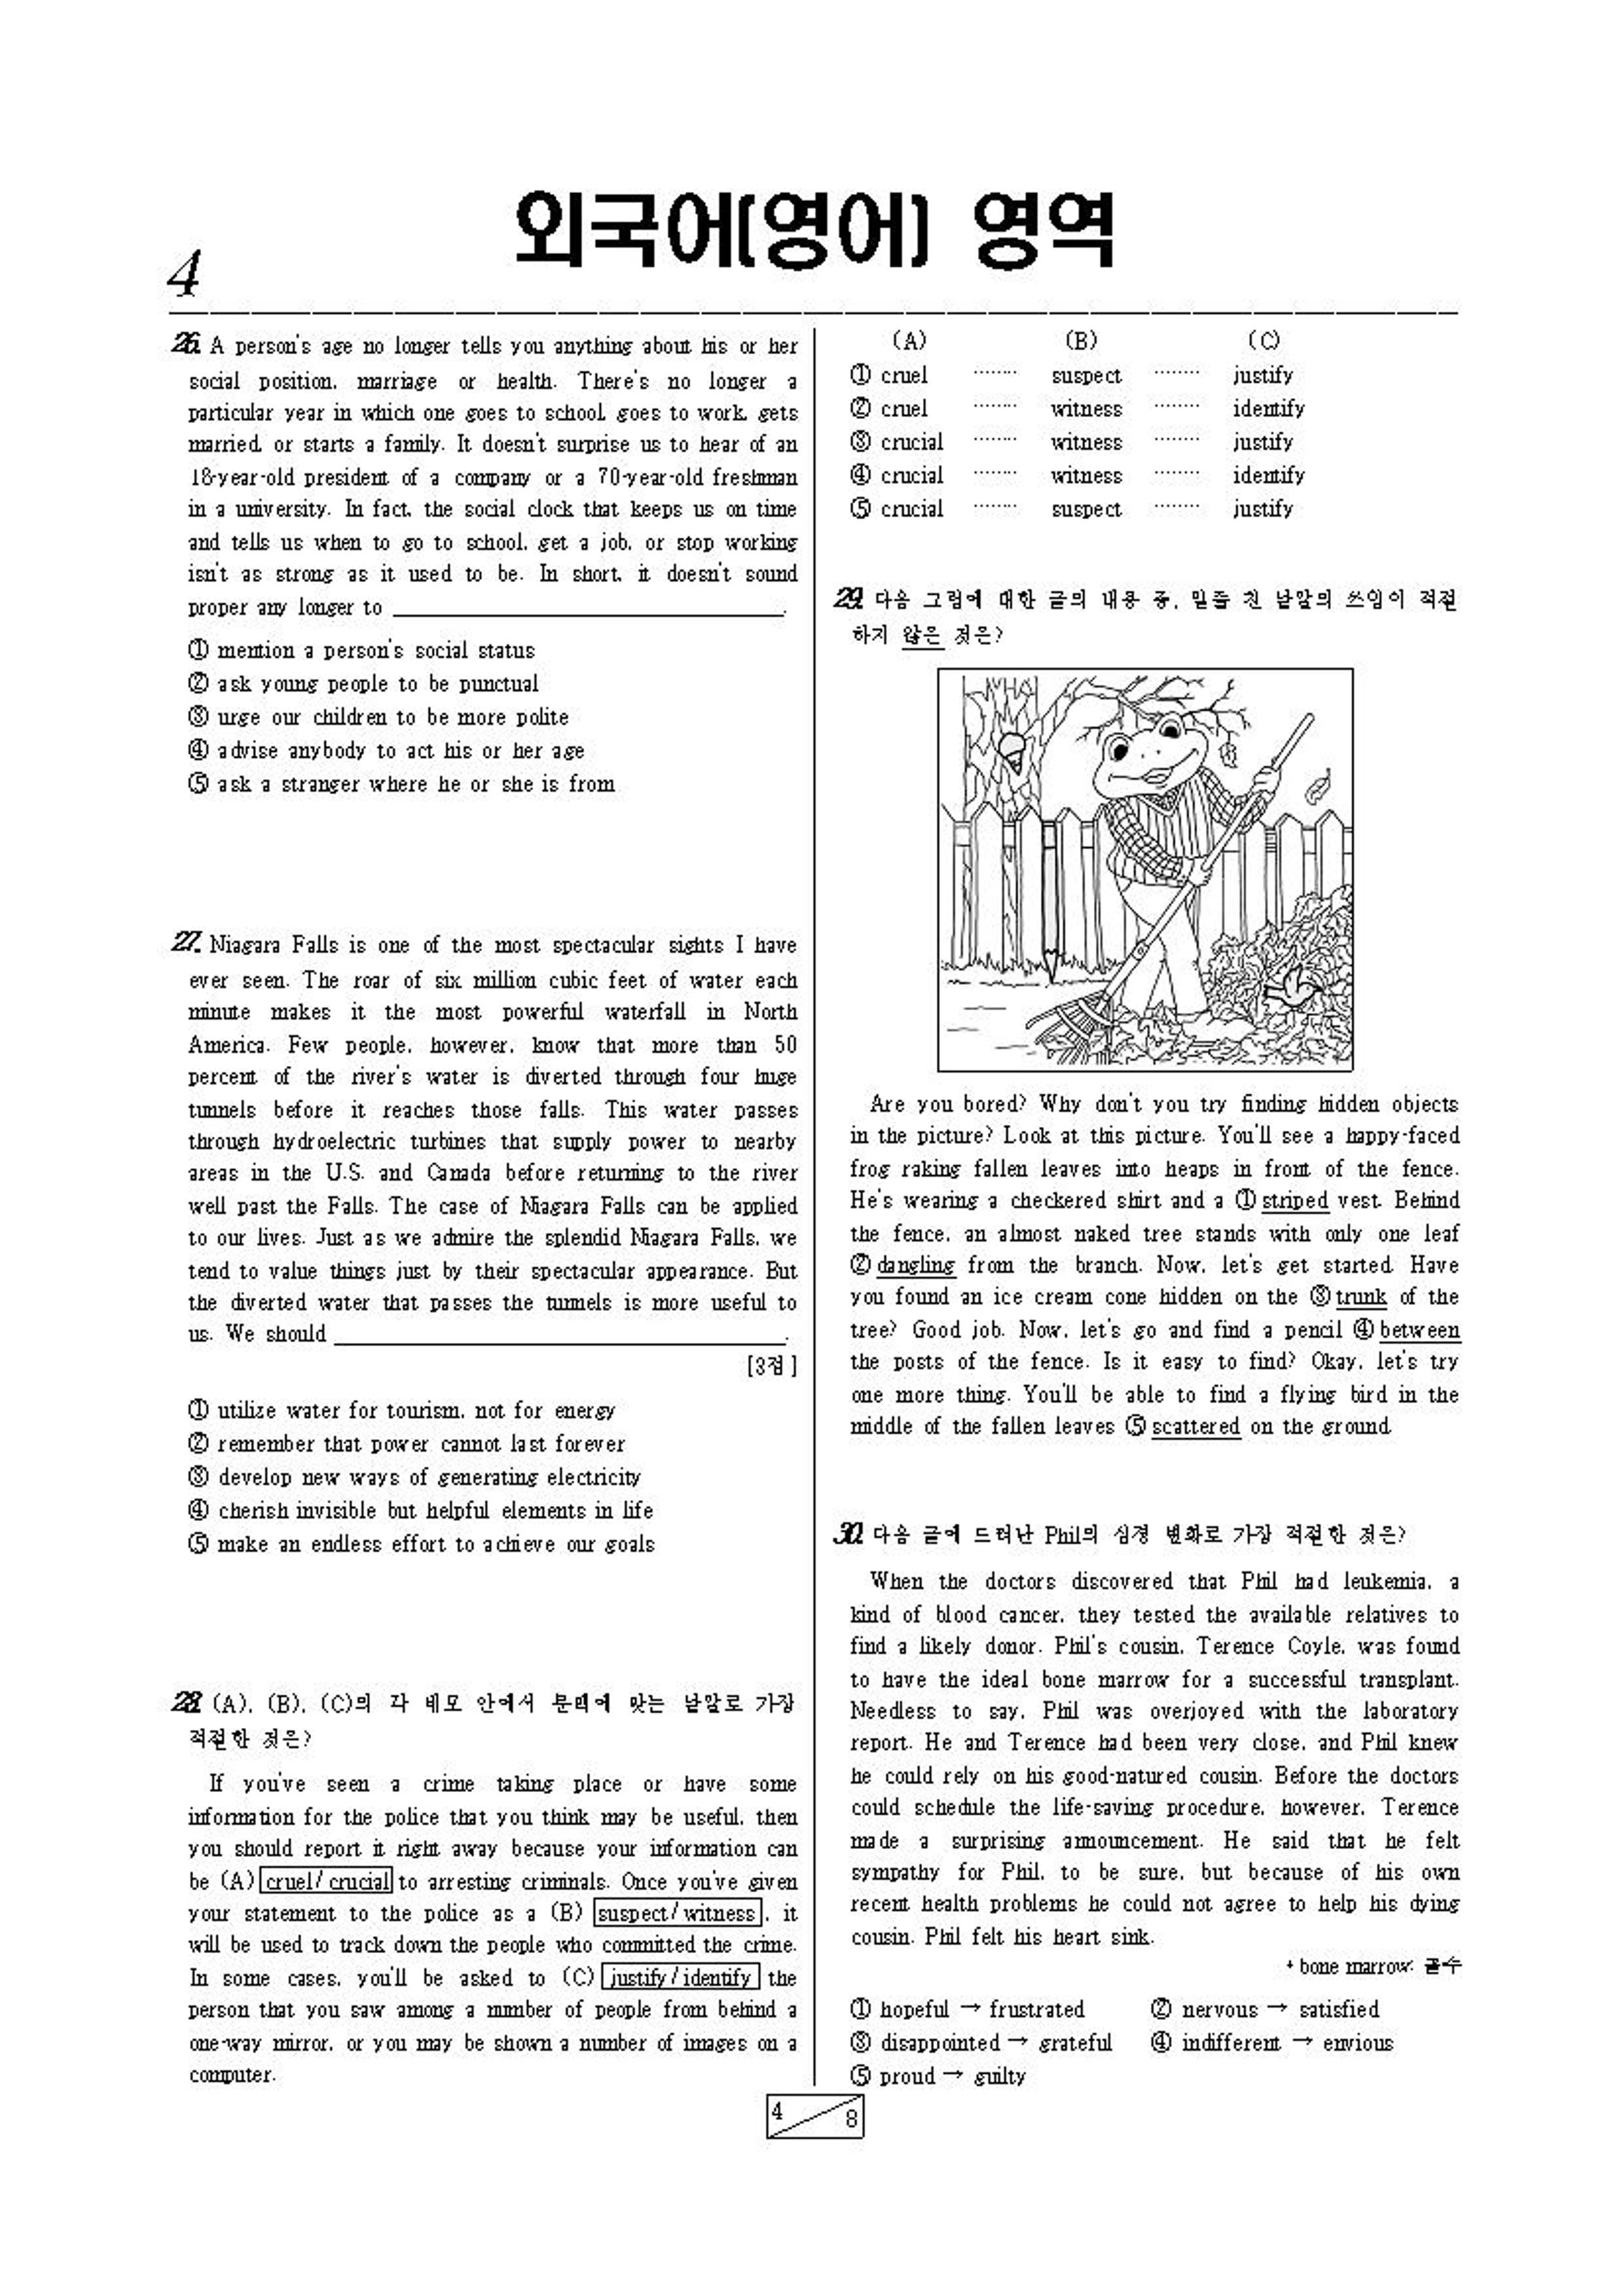 외국어(영어) 영역
4
26. A person's age no longer tells you anything about his or her
social position, marriage or health. There's no longer a
particular year in which one goes to school, goes to work, gets
married, or starts a family. It doesn't surprise us to hear of an
18-year-old president of a company or a 70-year-old freshman
in a university. In fact, the social clock that keeps us on time
and tells us when to go to school, get a job, or stop working
isn't as strong as it used to be. In short, it doesn't sound
proper any longer to ______________.
① mention a person's social status
② ask young people to be punctual
③ urge our children to be more polite
④ advise anybody to act his or her age
⑤ ask a stranger where he or she is from
27. Niagara Falls is one of the most spectacular sights I have
ever seen. The roar of six million cubic feet of water each
minute makes it the most powerful waterfall in North
America. Few people, however, know that more than 50
percent of the river's water is diverted through four huge
tunnels before it reaches those falls. This water passes
through hydroelectric turbines that supply power to nearby
areas in the U.S. and Canada before returning to the river
well past the Falls. The case of Niagara Falls can be applied
to our lives. Just as we admire the splendid Niagara Falls, we
tend to value things just by their spectacular appearance. But
the diverted water that passes the tunnels is more useful to
us. We should ______________.
[3점]
① utilize water for tourism, not for energy
② remember that power cannot last forever
③ develop new ways of generating electricity
④ cherish invisible but helpful elements in life
⑤ make an endless effort to achieve our goals
28. (A), (B), (C)의 각 네모 안에서 문맥에 맞는 낱말로 가장
적절한 것은?
If you've seen a crime taking place or have some
information for the police that you think may be useful, then
you should report it right away because your information can
be (A) cruel / crucial to arresting criminals. Once you've given
your statement to the police as a (B) suspect / witness, it
will be used to track down the people who committed the crime.
In some cases, you'll be asked to (C) justify / identify the
person that you saw among a number of people from behind a
one-way mirror, or you may be shown a number of images on a
computer.
(A) (B) (C)
① cruel ······· suspect ······· justify
② cruel ······· witness ······· identify
③ crucial ······· witness ······· justify
④ crucial ······· witness ······· identify
⑤ crucial ······· suspect ······· justify
29. 다음 그림에 대한 글의 내용 중, 밑줄 친 낱말의 쓰임이 적절
하지 않은 것은?
Are you bored? Why don't you try finding hidden objects
in the picture? Look at this picture. You'll see a happy-faced
frog raking fallen leaves into heaps in front of the fence.
He's wearing a checkered shirt and a ① striped vest. Behind
the fence, an almost naked tree stands with only one leaf
② dangling from the branch. Now, let's get started. Have
you found an ice cream cone hidden on the ③ trunk of the
tree? Good job. Now, let's go and find a pencil ④ between
the posts of the fence. Is it easy to find? Okay, let's try
one more thing. You'll be able to find a flying bird in the
middle of the fallen leaves ⑤ scattered on the ground.
30. 다음 글에 드러난 Phil의 심경 변화로 가장 적절한 것은?
When the doctors discovered that Phil had leukemia, a
kind of blood cancer, they tested the available relatives to
find a likely donor. Phil's cousin, Terence Coyle, was found
to have the ideal bone marrow for a successful transplant.
Needless to say, Phil was overjoyed with the laboratory
report. He and Terence had been very close, and Phil knew
he could rely on his good-natured cousin. Before the doctors
could schedule the life-saving procedure, however, Terence
made a surprising announcement. He said that he felt
sympathy for Phil, to be sure, but because of his own
recent health problems he could not agree to help his dying
cousin. Phil felt his heart sink.
* bone marrow: 골수
① hopeful → frustrated ② nervous → satisfied
③ disappointed → grateful ④ indifferent → envious
⑤ proud → guilty
4
8